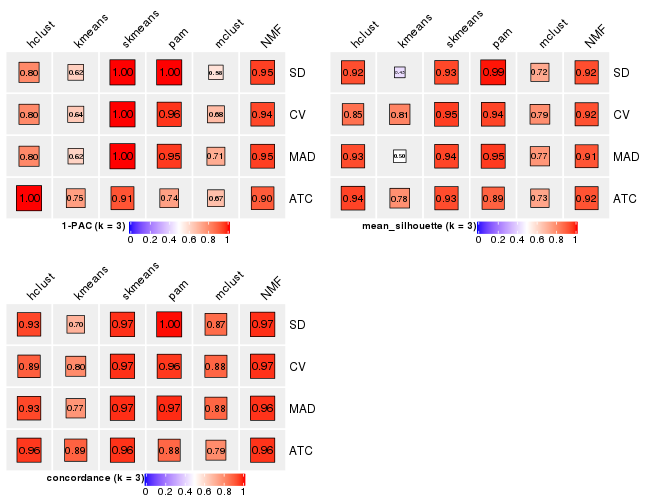 hclust kmeans skmeans pam mclust NMF
0.80 0.62 1.00 1.00 0.58 0.95 SD
0.80 0.64 1.00 0.96 0.68 0.94 CV
0.80 0.62 1.00 0.95 0.71 0.95 MAD
1.00 0.75 0.91 0.74 0.67 0.90 ATC
1-PAC (k = 3)
0 0.2 0.4 0.6 0.8 1
hclust kmeans skmeans pam mclust NMF
0.92 0.43 0.93 0.99 0.72 0.92 SD
0.85 0.81 0.95 0.94 0.79 0.92 CV
0.93 0.50 0.94 0.95 0.77 0.91 MAD
0.94 0.78 0.93 0.89 0.73 0.92 ATC
mean_silhouette (k = 3)
0 0.2 0.4 0.6 0.8 1
hclust kmeans skmeans pam mclust NMF
0.93 0.70 0.97 1.00 0.87 0.97 SD
0.89 0.80 0.97 0.96 0.88 0.97 CV
0.93 0.77 0.97 0.97 0.88 0.96 MAD
0.96 0.89 0.96 0.88 0.79 0.96 ATC
concordance (k = 3)
0 0.2 0.4 0.6 0.8 1